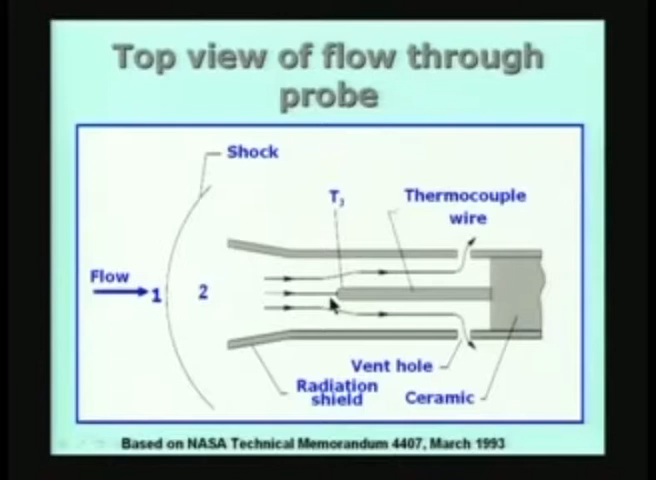 Top view of flow through
probe
Shock
T
Thermocouple
wire
Flow
1
2
Vent hole
Radiation
shield
Ceramic
Based on NASA Technical Memorandum 4407, March 1993